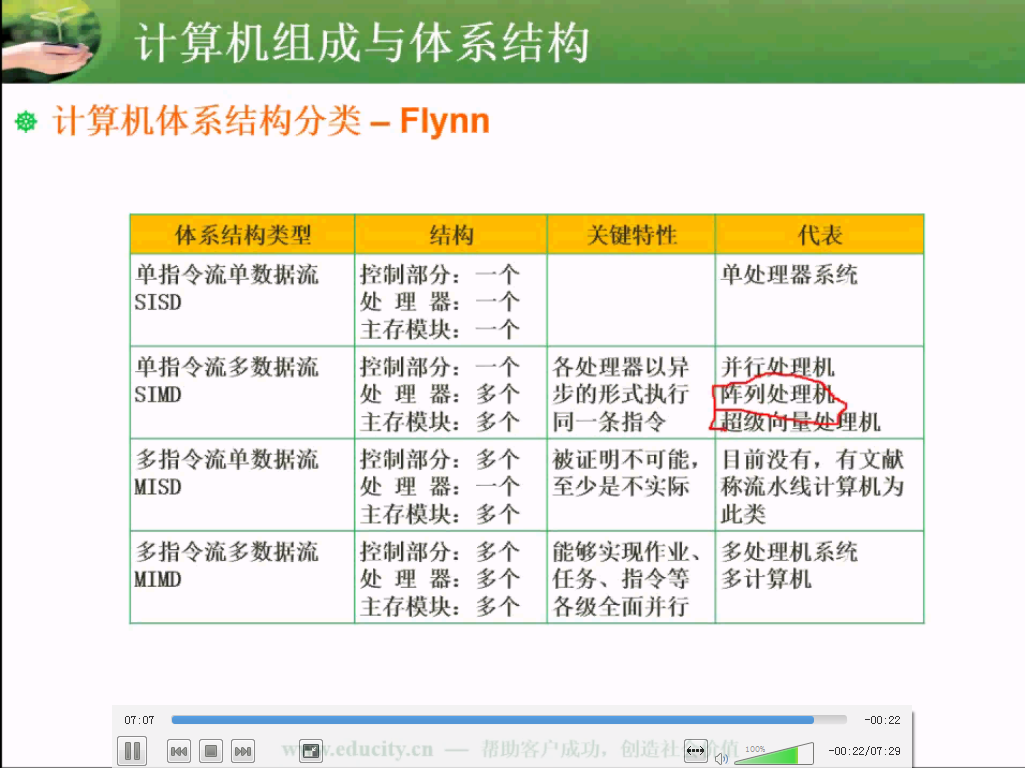 计算机组成与体系结构
计算机体系结构分类 – Flynn
体系结构类型 结构 关键特性 代表
单指令流单数据流
SISD
控制部分：一个
处 理 器：一个
主存模块：一个
单处理器系统
单指令流多数据流
SIMD
控制部分：一个
处 理 器：多个
主存模块：多个
各处理器以异
步的形式执行
同一条指令
并行处理机
阵列处理机
超级向量处理机
多指令流单数据流
MISD
控制部分：多个
处 理 器：一个
主存模块：多个
被证明不可能，
至少是不实际
目前没有，有文献
称流水线计算机为
此类
多指令流多数据流
MIMD
控制部分：多个
处 理 器：多个
主存模块：多个
能够实现作业、
任务、指令等
各级全面并行
多处理机系统
多计算机
07:07 -00:22
www.educity.cn — 帮助客户成功，创造社会价值
100%
-00:22/07:29